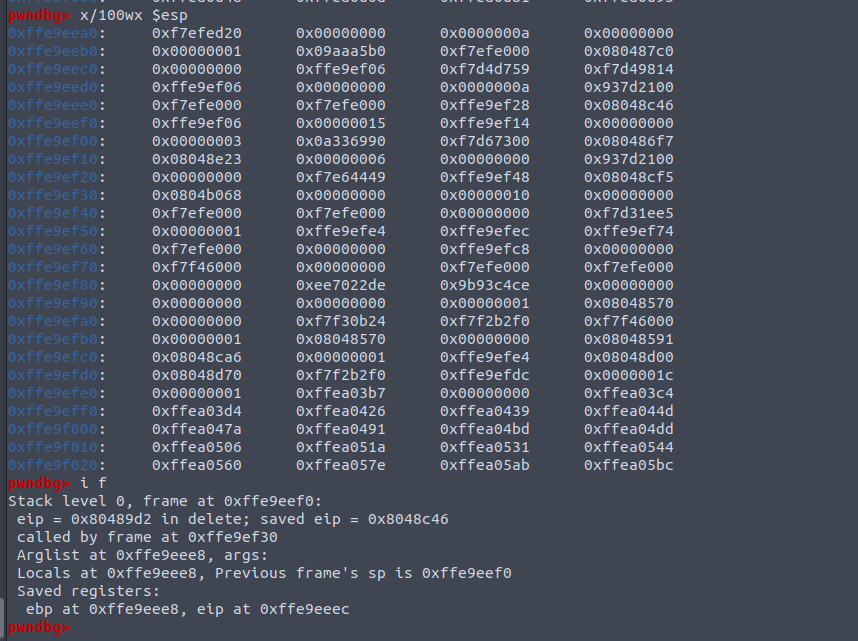 pwndbg> x/100wx $esp
0xffe9eea0: 0xf7efed20 0x00000000 0x0000000a 0x00000000
0xffe9eeb0: 0x00000001 0x09aaa5b0 0xf7efe000 0x080487c0
0xffe9eec0: 0x00000000 0xffe9ef06 0xf7d4d759 0xf7d49814
0xffe9eed0: 0xffe9ef06 0x00000000 0x0000000a 0x937d2100
0xffe9eee0: 0xf7efe000 0xf7efe000 0xffe9ef28 0x08048c46
0xffe9eef0: 0xffe9ef06 0x00000015 0xffe9ef14 0x00000000
0xffe9ef00: 0x00000003 0x0a336990 0xf7d67300 0x080486f7
0xffe9ef10: 0x08048e23 0x00000006 0x00000000 0x937d2100
0xffe9ef20: 0x00000000 0xf7e64449 0xffe9ef48 0x08048cf5
0xffe9ef30: 0x0804b068 0x00000000 0x00000010 0x00000000
0xffe9ef40: 0xf7efe000 0xf7efe000 0x00000000 0xf7d31ee5
0xffe9ef50: 0x00000001 0xffe9efe4 0xffe9efec 0xffe9ef74
0xffe9ef60: 0xf7efe000 0x00000000 0xffe9efc8 0x00000000
0xffe9ef70: 0xf7f46000 0x00000000 0xf7efe000 0xf7efe000
0xffe9ef80: 0x00000000 0xee7022de 0x9b93c4ce 0x00000000
0xffe9ef90: 0x00000000 0x00000000 0x00000001 0x08048570
0xffe9efa0: 0x00000000 0xf7f30b24 0xf7f2b2f0 0xf7f46000
0xffe9efb0: 0x00000001 0x08048570 0x00000000 0x08048591
0xffe9efc0: 0x08048ca6 0x00000001 0xffe9efe4 0x08048d00
0xffe9efd0: 0x08048d70 0xf7f2b2f0 0xffe9efdc 0x0000001c
0xffe9efe0: 0x00000001 0xffea03b7 0x00000000 0xffea03c4
0xffe9eff0: 0xffea03d4 0xffea0426 0xffea0439 0xffea044d
0xffe9f000: 0xffea047a 0xffea0491 0xffea04bd 0xffea04dd
0xffe9f010: 0xffea0506 0xffea051a 0xffea0531 0xffea0544
0xffe9f020: 0xffea0560 0xffea057e 0xffea05ab 0xffea05bc
pwndbg> i f
Stack level 0, frame at 0xffe9eef0:
eip = 0x80489d2 in delete; saved eip = 0x8048c46
called by frame at 0xffe9ef30
Arglist at 0xffe9eee8, args:
Locals at 0xffe9eee8, Previous frame's sp is 0xffe9eef0
Saved registers:
ebp at 0xffe9eee8, eip at 0xffe9eeec
pwndbg>